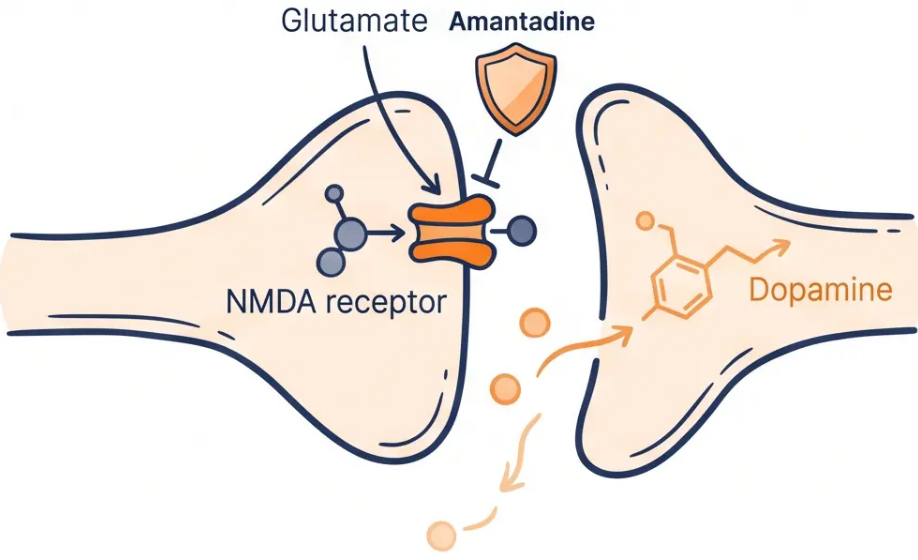 Glutamate
Amantadine
NMDA receptor
Dopamine